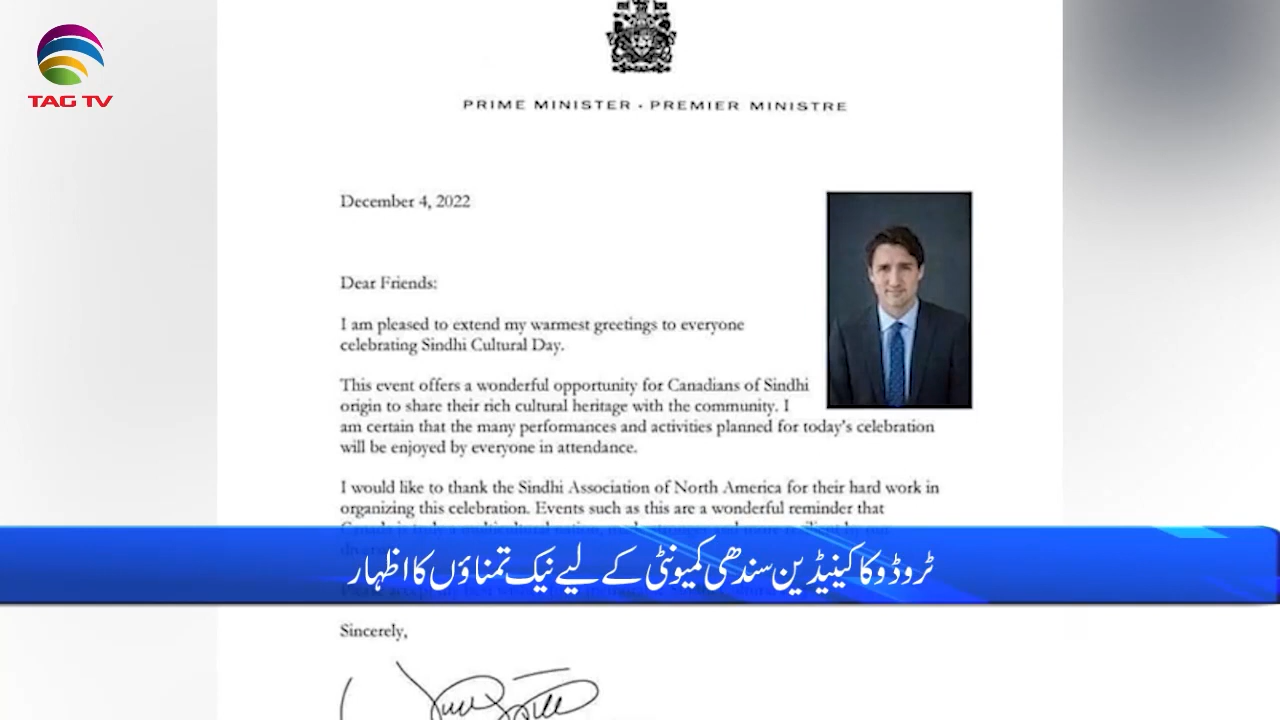 TAG TV
PRIME MINISTER · PREMIER MINISTRE
December 4, 2022
Dear Friends:
I am pleased to extend my warmest greetings to everyone
celebrating Sindhi Cultural Day.
This event offers a wonderful opportunity for Canadians of Sindhi
origin to share their rich cultural heritage with the community. I
am certain that the many performances and activities planned for today's celebration
will be enjoyed by everyone in attendance.
I would like to thank the Sindhi Association of North America for their hard work in
organizing this celebration. Events such as this are a wonderful reminder that
ٹروڈو کا کینیڈین سندھی کمیونٹی کے لیے نیک تمناؤں کا اظہار
Sincerely,